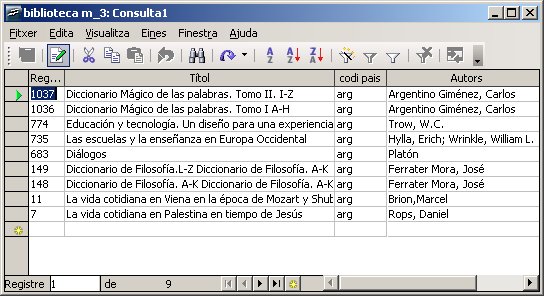 biblioteca m_3: Consulta1
Fitxer Edita Visualitza Eines Finestra Ajuda
Reg... Títol codi pais Autors
1037 Diccionario Mágico de las palabras. Tomo II. I-Z arg Argentino Giménez, Carlos
1036 Diccionario Mágico de las palabras. Tomo I A-H arg Argentino Giménez, Carlos
774 Educación y tecnología. Un diseño para una experiencia arg Trow, W.C.
735 Las escuelas y la enseñanza en Europa Occidental arg Hylla, Erich; Wrinkle, William L.
683 Diálogos arg Platón
149 Diccionario de Filosofía.L-Z Diccionario de Filosofía. A-K arg Ferrater Mora, José
148 Diccionario de Filosofía. A-K Diccionario de Filosofía. A-K arg Ferrater Mora, José
11 La vida cotidiana en Viena en la época de Mozart y Shub arg Brion,Marcel
7 La vida cotidiana en Palestina en tiempo de Jesús arg Rops, Daniel
Registre 1 de 9